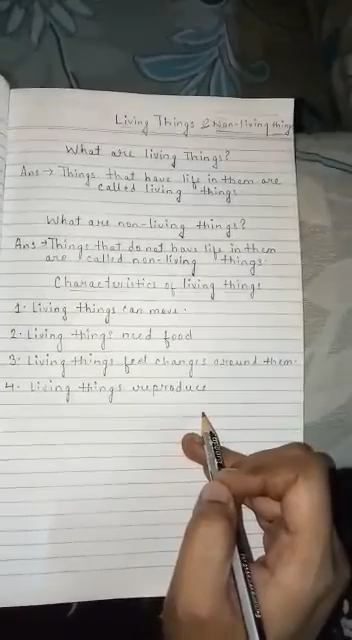 Living Things & Non-living things
What are living Things?
Ans → Things that have life in them are
called living things
What are non-living things?
Ans → Things that do not have life in them
are called non-living things.
Characteristics of living things
1. Living things can move.
2. Living things need food
3. Living things feel changes around them.
4. Living things reproduce